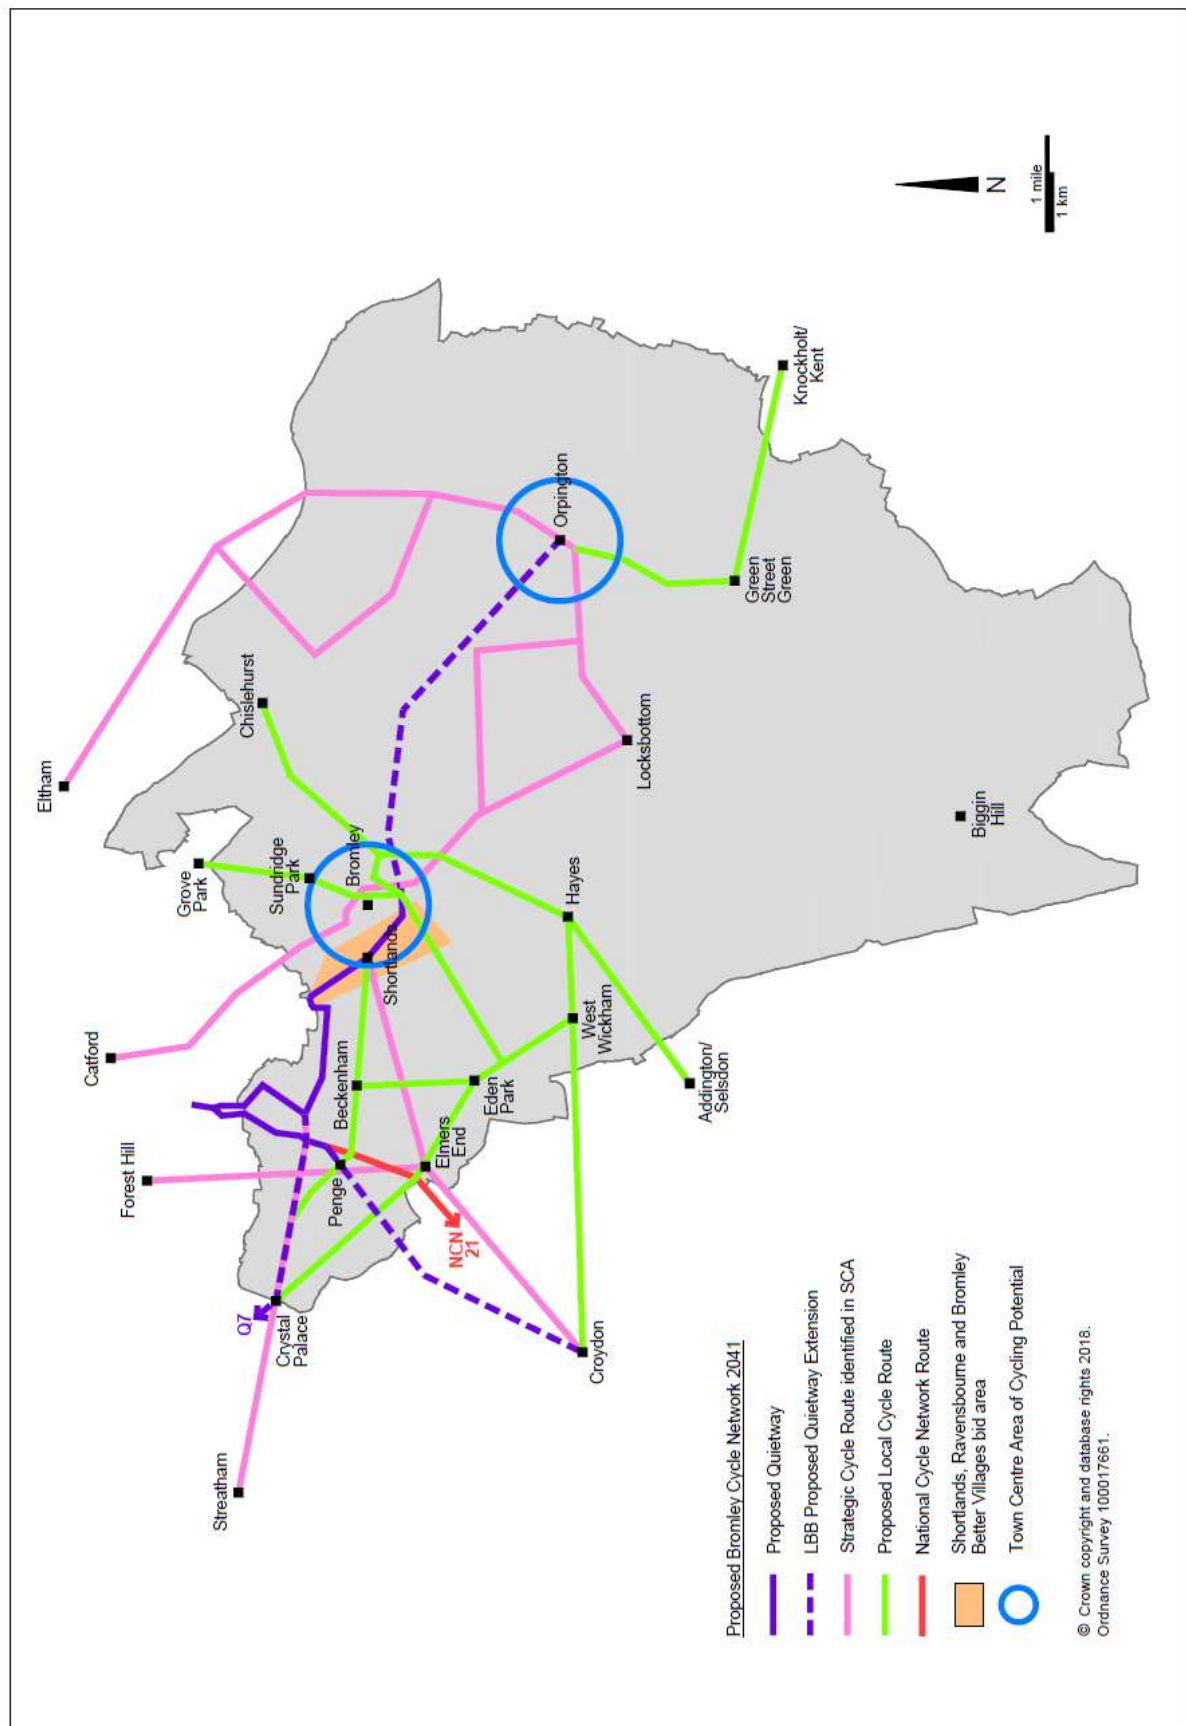 Eltham
Catford
Forest Hill
Streatham
Q7
Crystal
Palace
Grove
Park
Sundridge
Park
Chislehurst
Bromley
Shortlands
Beckenham
Penge
Elmers
End
Eden
Park
NCN
21
Croydon
West
Wickham
Hayes
Addington/
Selsdon
Locksbottom
Orpington
Green
Street
Green
Knockholt/
Kent
Biggin
Hill
N
1 mile
1 km
Proposed Bromley Cycle Network 2041
Proposed Quietway
LBB Proposed Quietway Extension
Strategic Cycle Route identified in SCA
Proposed Local Cycle Route
National Cycle Network Route
Shortlands, Ravensbourne and Bromley
Better Villages bid area
Town Centre Area of Cycling Potential
© Crown copyright and database rights 2018.
Ordnance Survey 100017661.